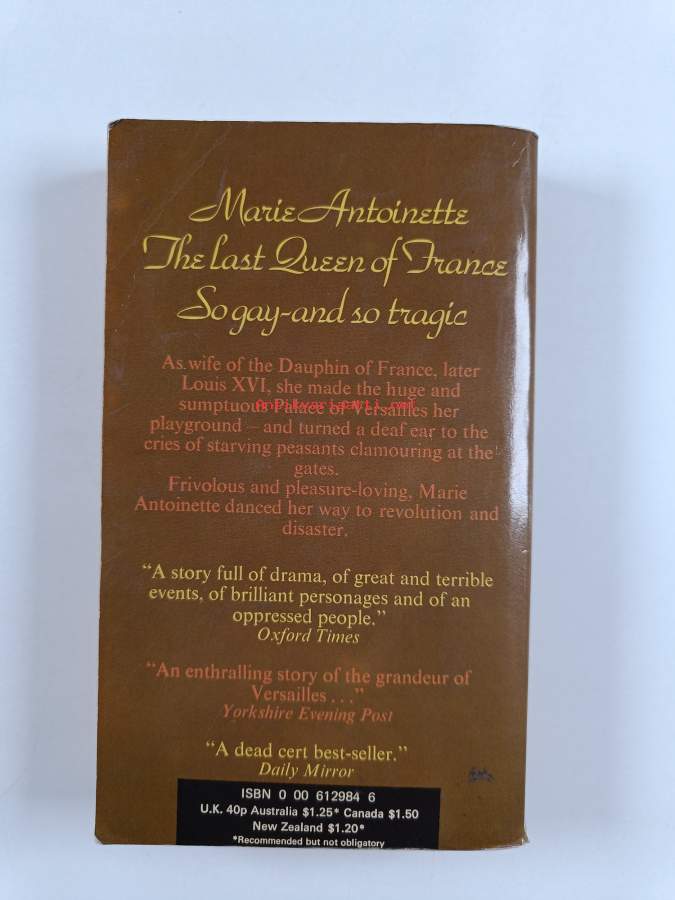 Marie Antoinette
The last Queen of France
So gay-and so tragic
As wife of the Dauphin of France, later
Louis XVI, she made the huge and
sumptuous Palace of Versailles her
playground – and turned a deaf ear to the
cries of starving peasants clamouring at the
gates.
Frivolous and pleasure-loving, Marie
Antoinette danced her way to revolution and
disaster.
“A story full of drama, of great and terrible
events, of brilliant personages and of an
oppressed people.”
Oxford Times
“An enthralling story of the grandeur of
Versailles . . .”
Yorkshire Evening Post
“A dead cert best-seller.”
Daily Mirror
ISBN 0 00 612984 6
U.K. 40p Australia $1.25* Canada $1.50
New Zealand $1.20*
*Recommended but not obligatory